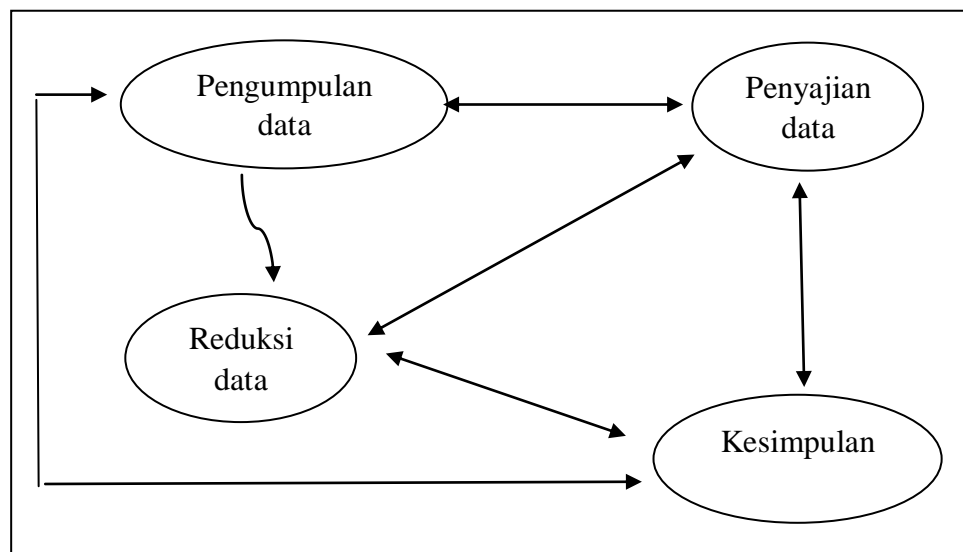 Pengumpulan
data
Penyajian
data
Reduksi
data
Kesimpulan